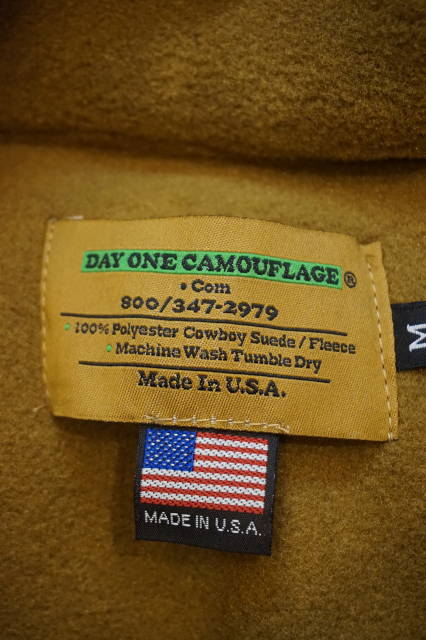 DAY ONE CAMOUFLAGE®
• Com
800/347-2979
• 100% Polyester Cowboy Suede / Fleece
• Machine Wash Tumble Dry
Made In U.S.A.
M
MADE IN U.S.A.